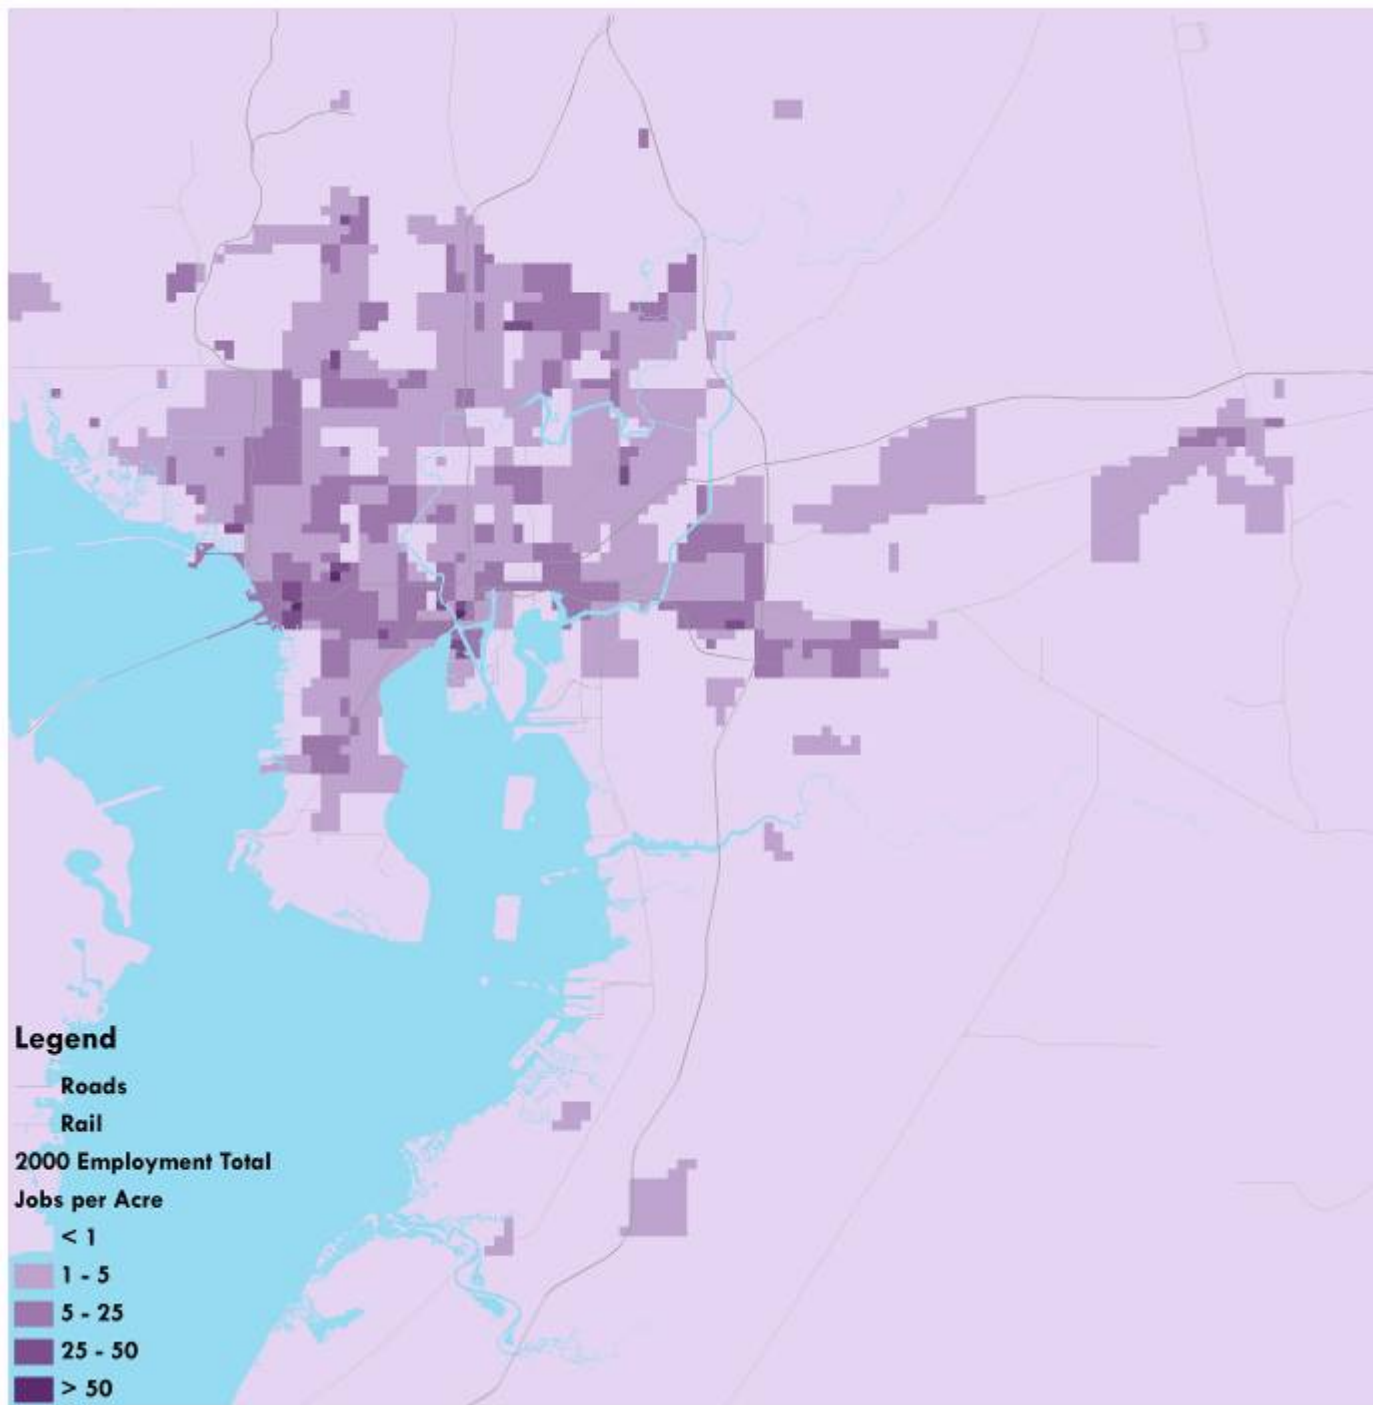 Legend
Roads
Rail
2000 Employment Total
Jobs per Acre
< 1
1 - 5
5 - 25
25 - 50
> 50